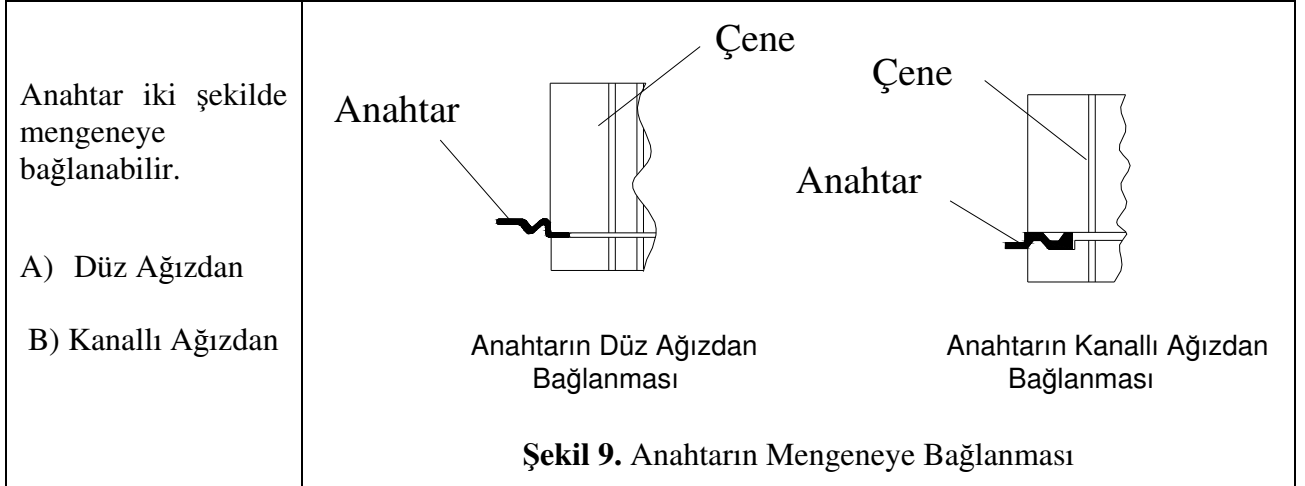 Anahtar iki şekilde
mengeneye
bağlanabilir.
A) Düz Ağızdan
B) Kanallı Ağızdan
Çene
Anahtar
Çene
Anahtar
Anahtarın Düz Ağızdan
Bağlanması
Anahtarın Kanallı Ağızdan
Bağlanması
Şekil 9. Anahtarın Mengeneye Bağlanması